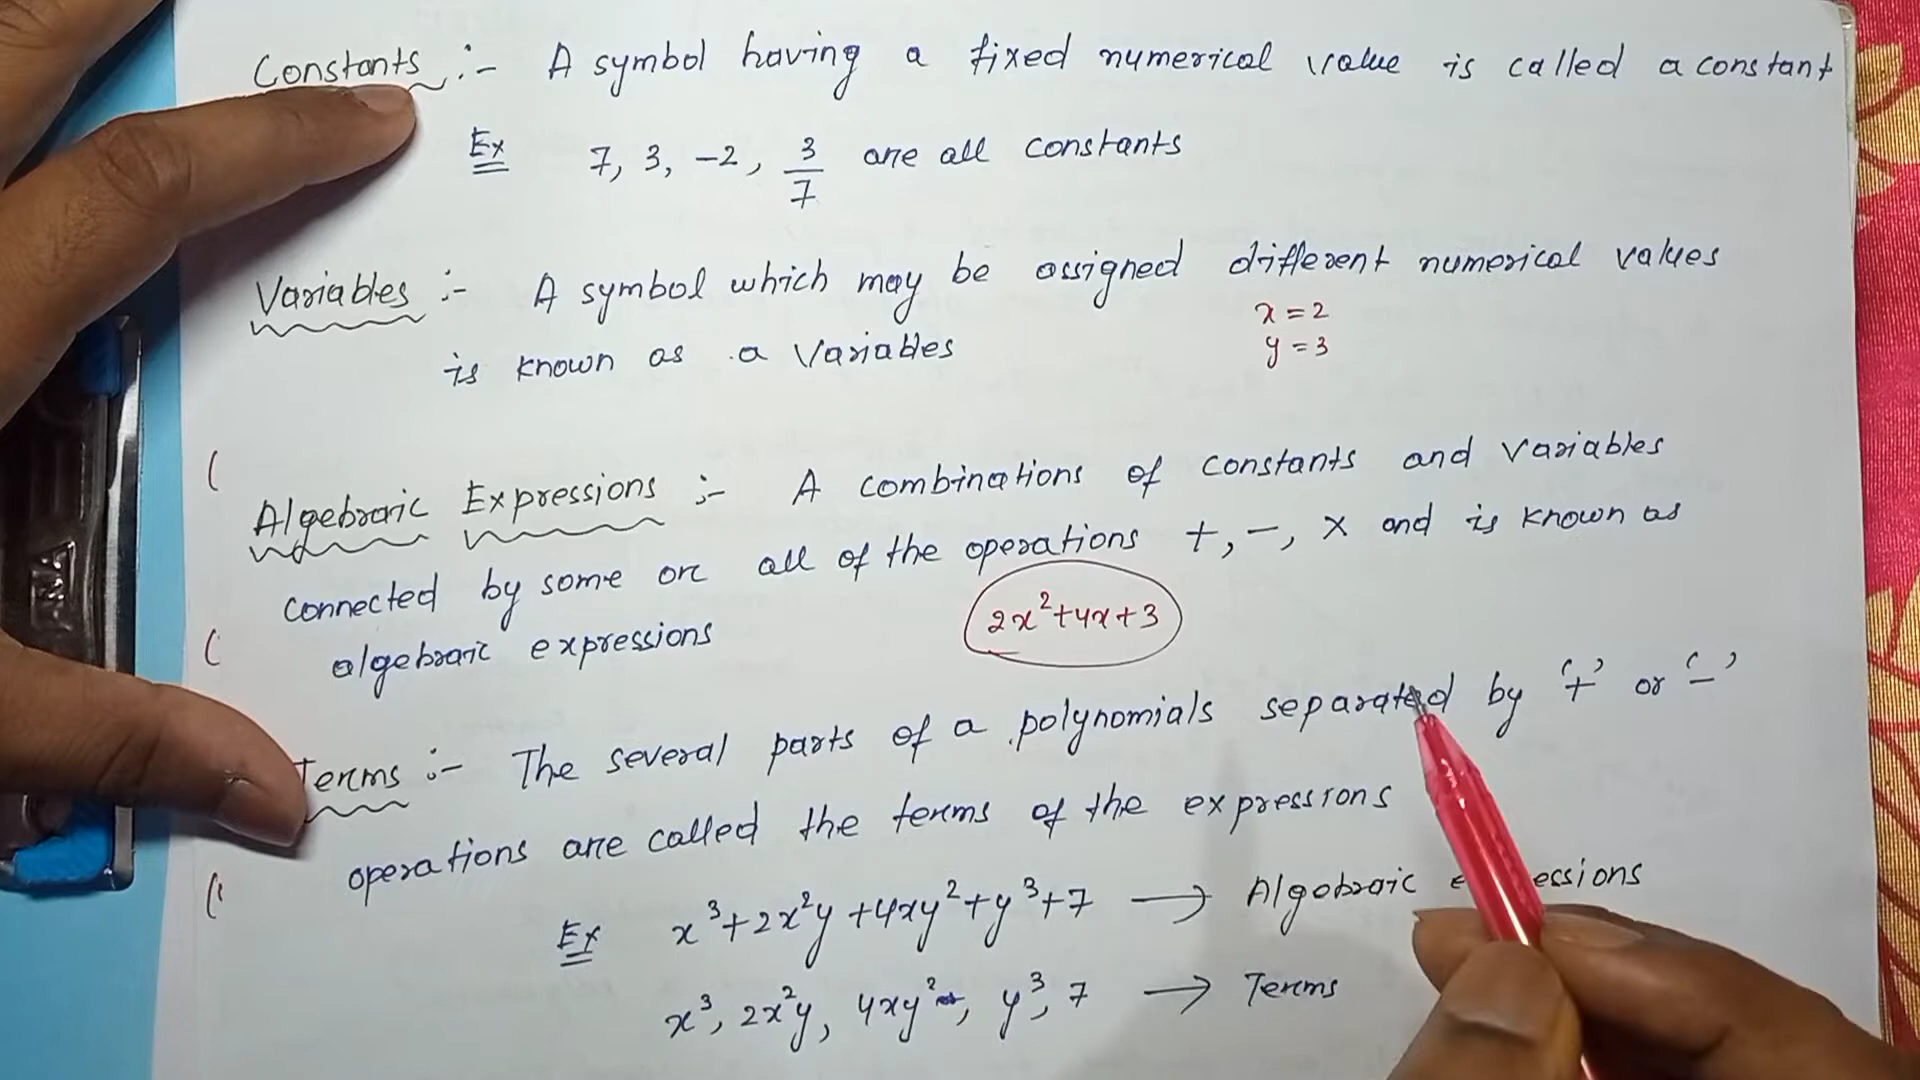 Constants :- A symbol having a fixed numerical value is called a constant
Ex 7, 3, -2, 3/7 are all constants
Variables :- A symbol which may be assigned different numerical values
x = 2
is known as a Variables
y = 3
Algebraic Expressions :- A combinations of constants and variables
connected by some or all of the operations +, -, x and is known as
2x²+4x+3
algebraic expressions
Terms :- The several parts of a polynomials separated by '+' or '-'
operations are called the terms of the expressions
Ex x³+2x²y+4xy²+y³+7 → Algebraic
x³, 2x²y, 4xy², y³, 7 → Terms